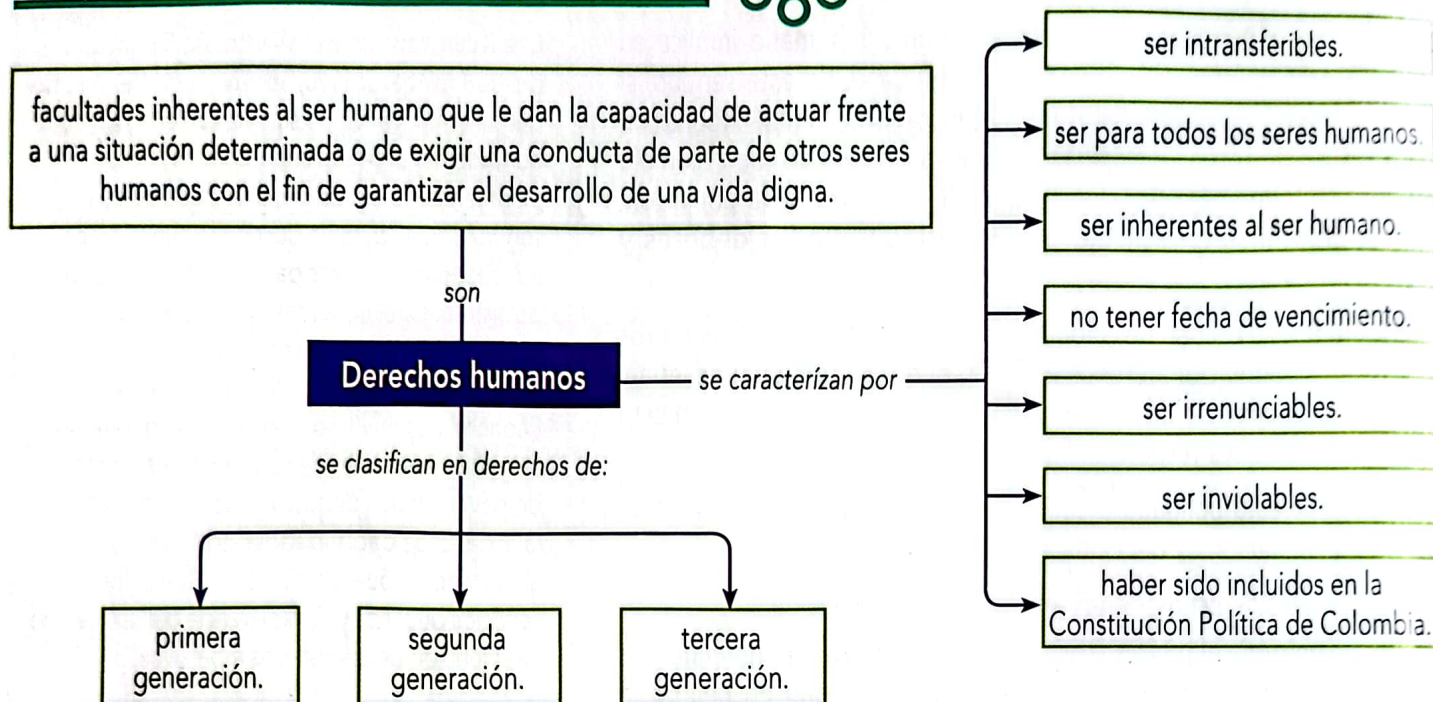 facultades inherentes al ser humano que le dan la capacidad de actuar frente
a una situación determinada o de exigir una conducta de parte de otros seres
humanos con el fin de garantizar el desarrollo de una vida digna.
son
Derechos humanos
se caracterízan por
ser intransferibles.
ser para todos los seres humanos.
ser inherentes al ser humano.
no tener fecha de vencimiento.
ser irrenunciables.
ser inviolables.
haber sido incluidos en la
Constitución Política de Colombia.
se clasifican en derechos de:
primera
generación.
segunda
generación.
tercera
generación.